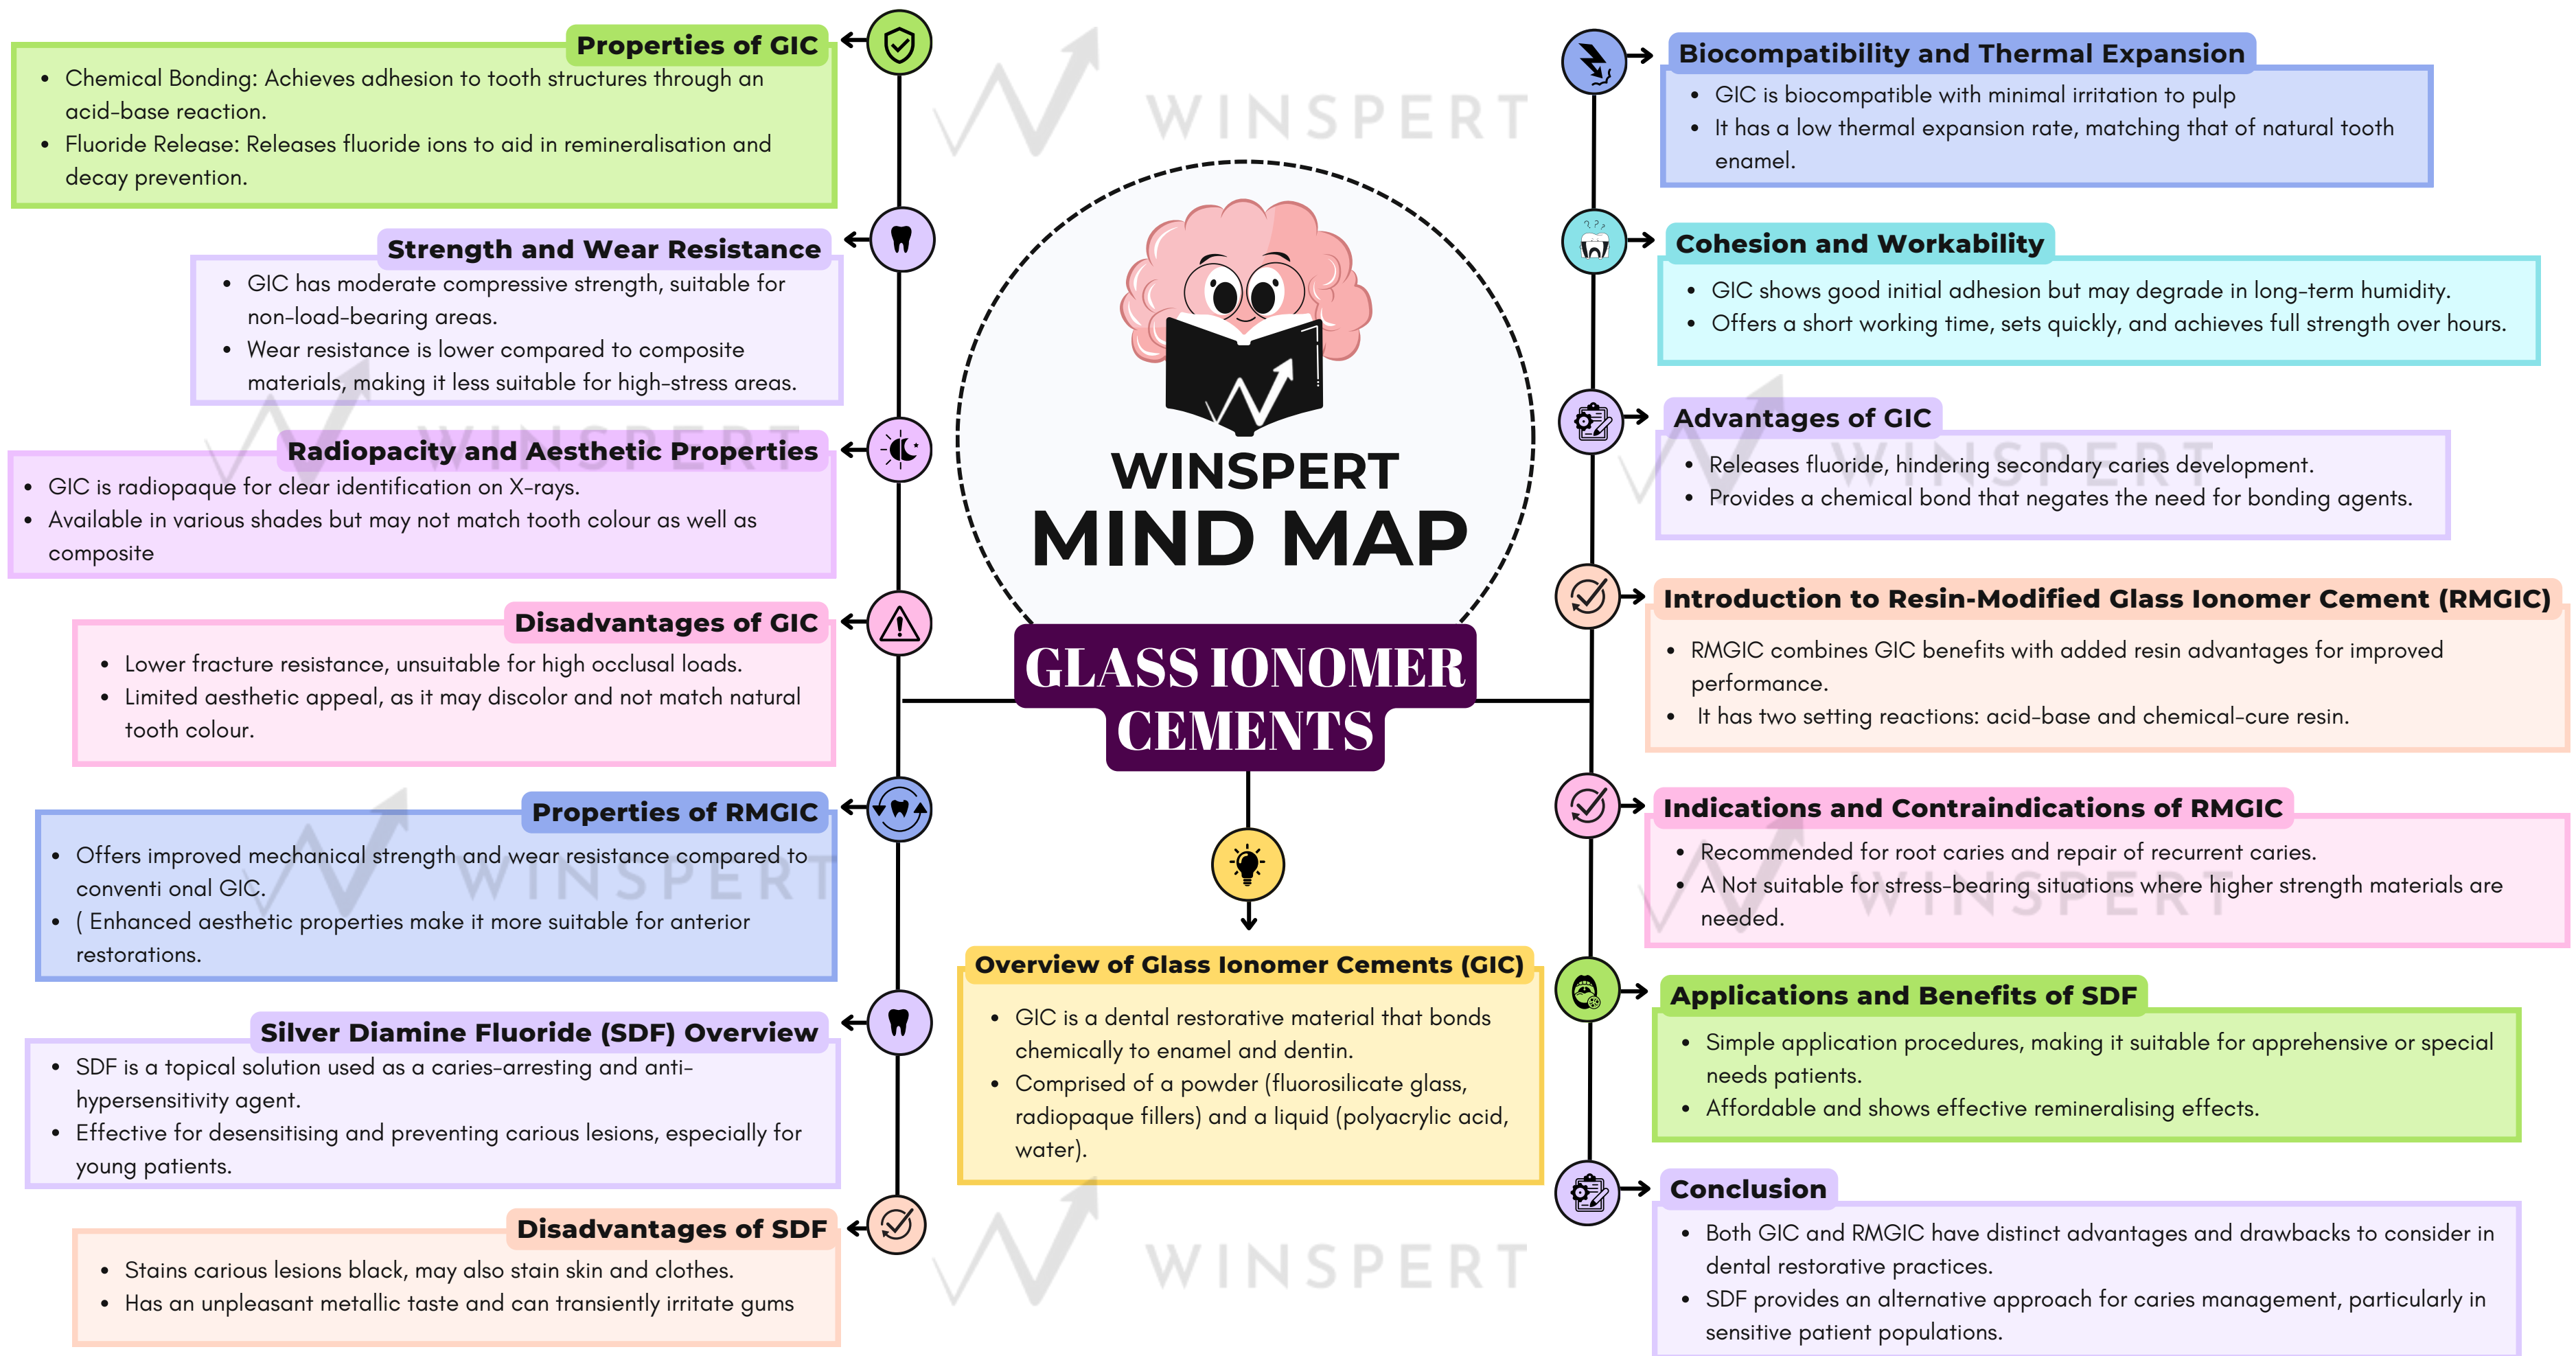 WINSPERT
MIND MAP
GLASS IONOMER
CEMENTS
Overview of Glass Ionomer Cements (GIC)
• GIC is a dental restorative material that bonds
chemically to enamel and dentin.
• Comprised of a powder (fluorosilicate glass,
radiopaque fillers) and a liquid (polyacrylic acid,
water).
Properties of GIC
• Chemical Bonding: Achieves adhesion to tooth structures through an
acid-base reaction.
• Fluoride Release: Releases fluoride ions to aid in remineralisation and
decay prevention.
Strength and Wear Resistance
• GIC has moderate compressive strength, suitable for
non-load-bearing areas.
• Wear resistance is lower compared to composite
materials, making it less suitable for high-stress areas.
Radiopacity and Aesthetic Properties
• GIC is radiopaque for clear identification on X-rays.
• Available in various shades but may not match tooth colour as well as
composite
Disadvantages of GIC
• Lower fracture resistance, unsuitable for high occlusal loads.
• Limited aesthetic appeal, as it may discolor and not match natural
tooth colour.
Properties of RMGIC
• Offers improved mechanical strength and wear resistance compared to
conventi onal GIC.
• ( Enhanced aesthetic properties make it more suitable for anterior
restorations.
Silver Diamine Fluoride (SDF) Overview
• SDF is a topical solution used as a caries-arresting and anti-
hypersensitivity agent.
• Effective for desensitising and preventing carious lesions, especially for
young patients.
Disadvantages of SDF
• Stains carious lesions black, may also stain skin and clothes.
• Has an unpleasant metallic taste and can transiently irritate gums
Biocompatibility and Thermal Expansion
• GIC is biocompatible with minimal irritation to pulp
• It has a low thermal expansion rate, matching that of natural tooth
enamel.
Cohesion and Workability
• GIC shows good initial adhesion but may degrade in long-term humidity.
• Offers a short working time, sets quickly, and achieves full strength over hours.
Advantages of GIC
• Releases fluoride, hindering secondary caries development.
• Provides a chemical bond that negates the need for bonding agents.
Introduction to Resin-Modified Glass Ionomer Cement (RMGIC)
• RMGIC combines GIC benefits with added resin advantages for improved
performance.
• It has two setting reactions: acid-base and chemical-cure resin.
Indications and Contraindications of RMGIC
• Recommended for root caries and repair of recurrent caries.
• A Not suitable for stress-bearing situations where higher strength materials are
needed.
Applications and Benefits of SDF
• Simple application procedures, making it suitable for apprehensive or special
needs patients.
• Affordable and shows effective remineralising effects.
Conclusion
• Both GIC and RMGIC have distinct advantages and drawbacks to consider in
dental restorative practices.
• SDF provides an alternative approach for caries management, particularly in
sensitive patient populations.
WINSPERT
WINSPERT
WINSPERT
WINSPERT
WINSPERT
WINSPERT